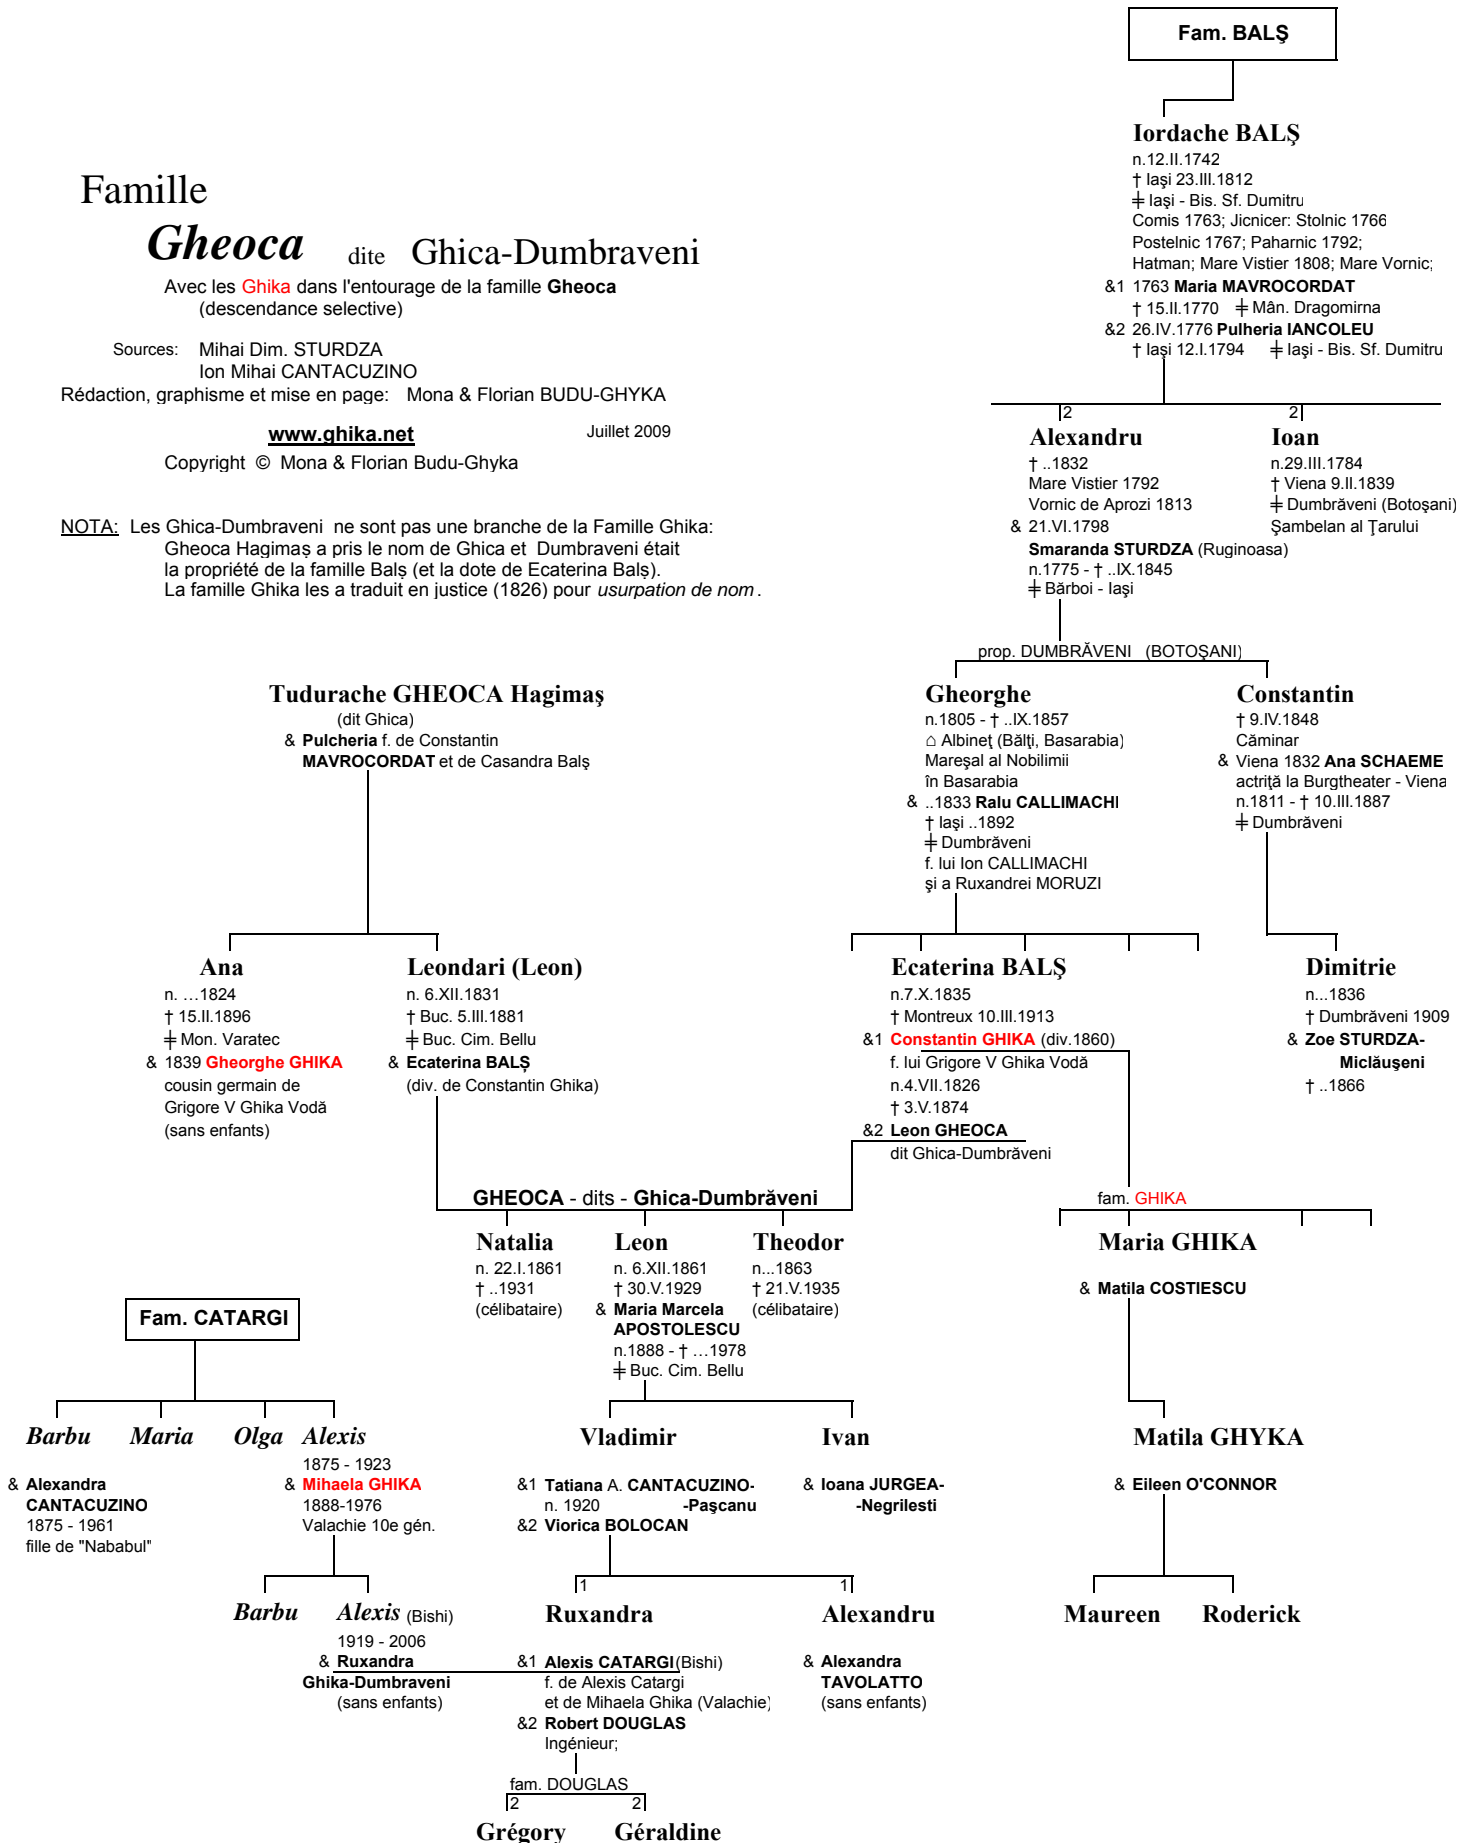 Fam. BALŞ
Iordache BALŞ
n.12.II.1742
† Iaşi 23.III.1812
╪ Iaşi - Bis. Sf. Dumitru
Comis 1763; Jicnicer: Stolnic 1766
Postelnic 1767; Paharnic 1792;
Hatman; Mare Vistier 1808; Mare Vornic;
&1 1763 Maria MAVROCORDAT
† 15.II.1770 ╪ Mân. Dragomirna
&2 26.IV.1776 Pulheria IANCOLEU
† Iaşi 12.I.1794 ╪ Iaşi - Bis. Sf. Dumitru
Famille
Gheoca dite Ghica-Dumbraveni
Avec les Ghika dans l'entourage de la famille Gheoca
(descendance selective)
Sources: Mihai Dim. STURDZA
Ion Mihai CANTACUZINO
Rédaction, graphisme et mise en page: Mona & Florian BUDU-GHYKA
www.ghika.net Juillet 2009
Copyright © Mona & Florian Budu-Ghyka
NOTA: Les Ghica-Dumbraveni ne sont pas une branche de la Famille Ghika:
Gheoca Hagimaş a pris le nom de Ghica et Dumbraveni était
la propriété de la famille Balş (et la dote de Ecaterina Balş).
La famille Ghika les a traduit en justice (1826) pour usurpation de nom.
2
Alexandru
† ..1832
Mare Vistier 1792
Vornic de Aprozi 1813
& 21.VI.1798
Smaranda STURDZA (Ruginoasa)
n.1775 - † ..IX.1845
╪ Bărboi - Iaşi
2
Ioan
n.29.III.1784
† Viena 9.II.1839
╪ Dumbrăveni (Botoşani)
Şambelan al Ţarului
prop. DUMBRĂVENI (BOTOŞANI)
Tudurache GHEOCA Hagimaş
(dit Ghica)
& Pulcheria f. de Constantin
MAVROCORDAT et de Casandra Balş
Gheorghe
n.1805 - † ..IX.1857
⌂ Albineţ (Bălţi, Basarabia)
Mareşal al Nobilimii
în Basarabia
& ..1833 Ralu CALLIMACHI
† Iaşi ..1892
╪ Dumbrăveni
f. lui Ion CALLIMACHI
şi a Ruxandrei MORUZI
Constantin
† 9.IV.1848
Căminar
& Viena 1832 Ana SCHAEME
actriţă la Burgtheater - Viena
n.1811 - † 10.III.1887
╪ Dumbrăveni
Ana
n. …1824
† 15.II.1896
╪ Mon. Varatec
& 1839 Gheorghe GHIKA
cousin germain de
Grigore V Ghika Vodă
(sans enfants)
Leondari (Leon)
n. 6.XII.1831
† Buc. 5.III.1881
╪ Buc. Cim. Bellu
& Ecaterina BALŞ
(div. de Constantin Ghika)
Ecaterina BALŞ
n.7.X.1835
† Montreux 10.III.1913
&1 Constantin GHIKA (div.1860)
f. lui Grigore V Ghika Vodă
n.4.VII.1826
† 3.V.1874
&2 Leon GHEOCA
dit Ghica-Dumbrăveni
Dimitrie
n...1836
† Dumbrăveni 1909
& Zoe STURDZA-
Miclăuşeni
† ..1866
GHEOCA - dits - Ghica-Dumbrăveni
fam. GHIKA
Natalia
n. 22.I.1861
† ..1931
(célibataire)
Leon
n. 6.XII.1861
† 30.V.1929
& Maria Marcela
APOSTOLESCU
n.1888 - † …1978
╪ Buc. Cim. Bellu
Theodor
n...1863
† 21.V.1935
(célibataire)
Maria GHIKA
& Matila COSTIESCU
Fam. CATARGI
Barbu
& Alexandra
CANTACUZINO
1875 - 1961
fille de "Nababul"
Maria
Olga
Alexis
1875 - 1923
& Mihaela GHIKA
1888-1976
Valachie 10e gén.
Vladimir
&1 Tatiana A. CANTACUZINO-
n. 1920 -Paşcanu
&2 Viorica BOLOCAN
Ivan
& Ioana JURGEA-
-Negrilesti
Matila GHYKA
& Eileen O'CONNOR
Barbu
Alexis (Bishi)
1919 - 2006
& Ruxandra
Ghika-Dumbraveni
(sans enfants)
1
Ruxandra
&1 Alexis CATARGI(Bishi)
f. de Alexis Catargi
et de Mihaela Ghika (Valachie)
&2 Robert DOUGLAS
Ingénieur;
1
Alexandru
& Alexandra
TAVOLATTO
(sans enfants)
Maureen
Roderick
fam. DOUGLAS
2 2
Grégory Géraldine